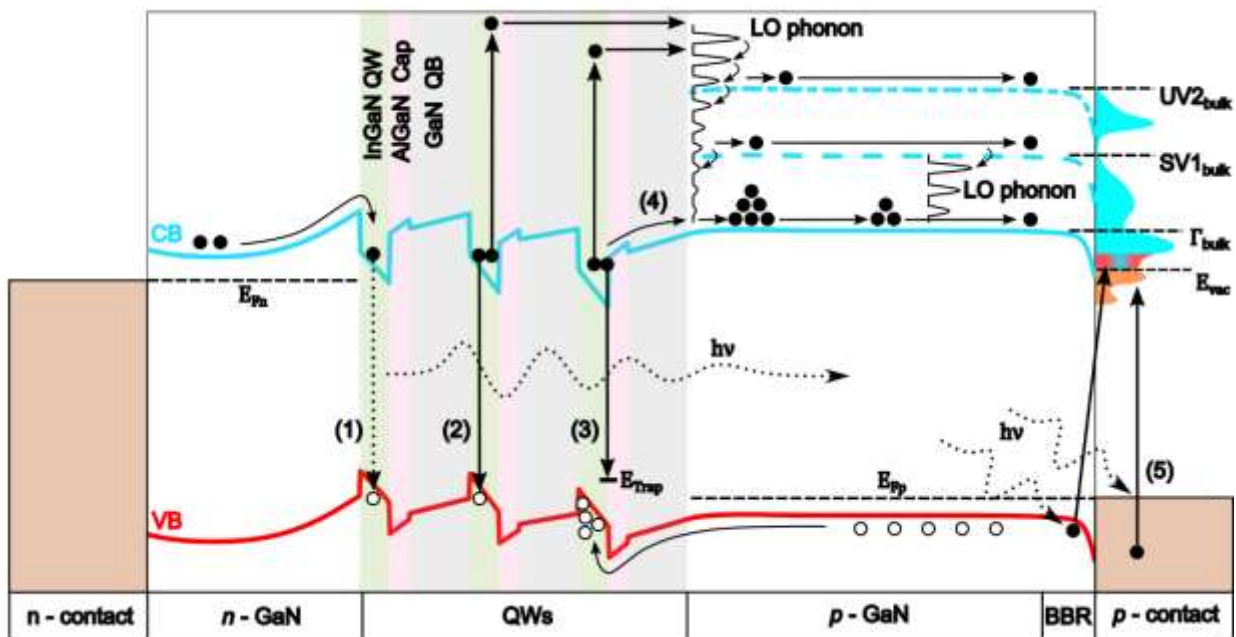 LO phonon
InGaN QW
AlGaN Cap
GaN QB
UV2bulk
SV1bulk
LO phonon
(4)
CB
Γbulk
EFn
Evac
hν
(1)
(2)
(3)
hν
(5)
ETrap
EFp
VB
n - contact
n - GaN
QWs
p - GaN
BBR
p - contact